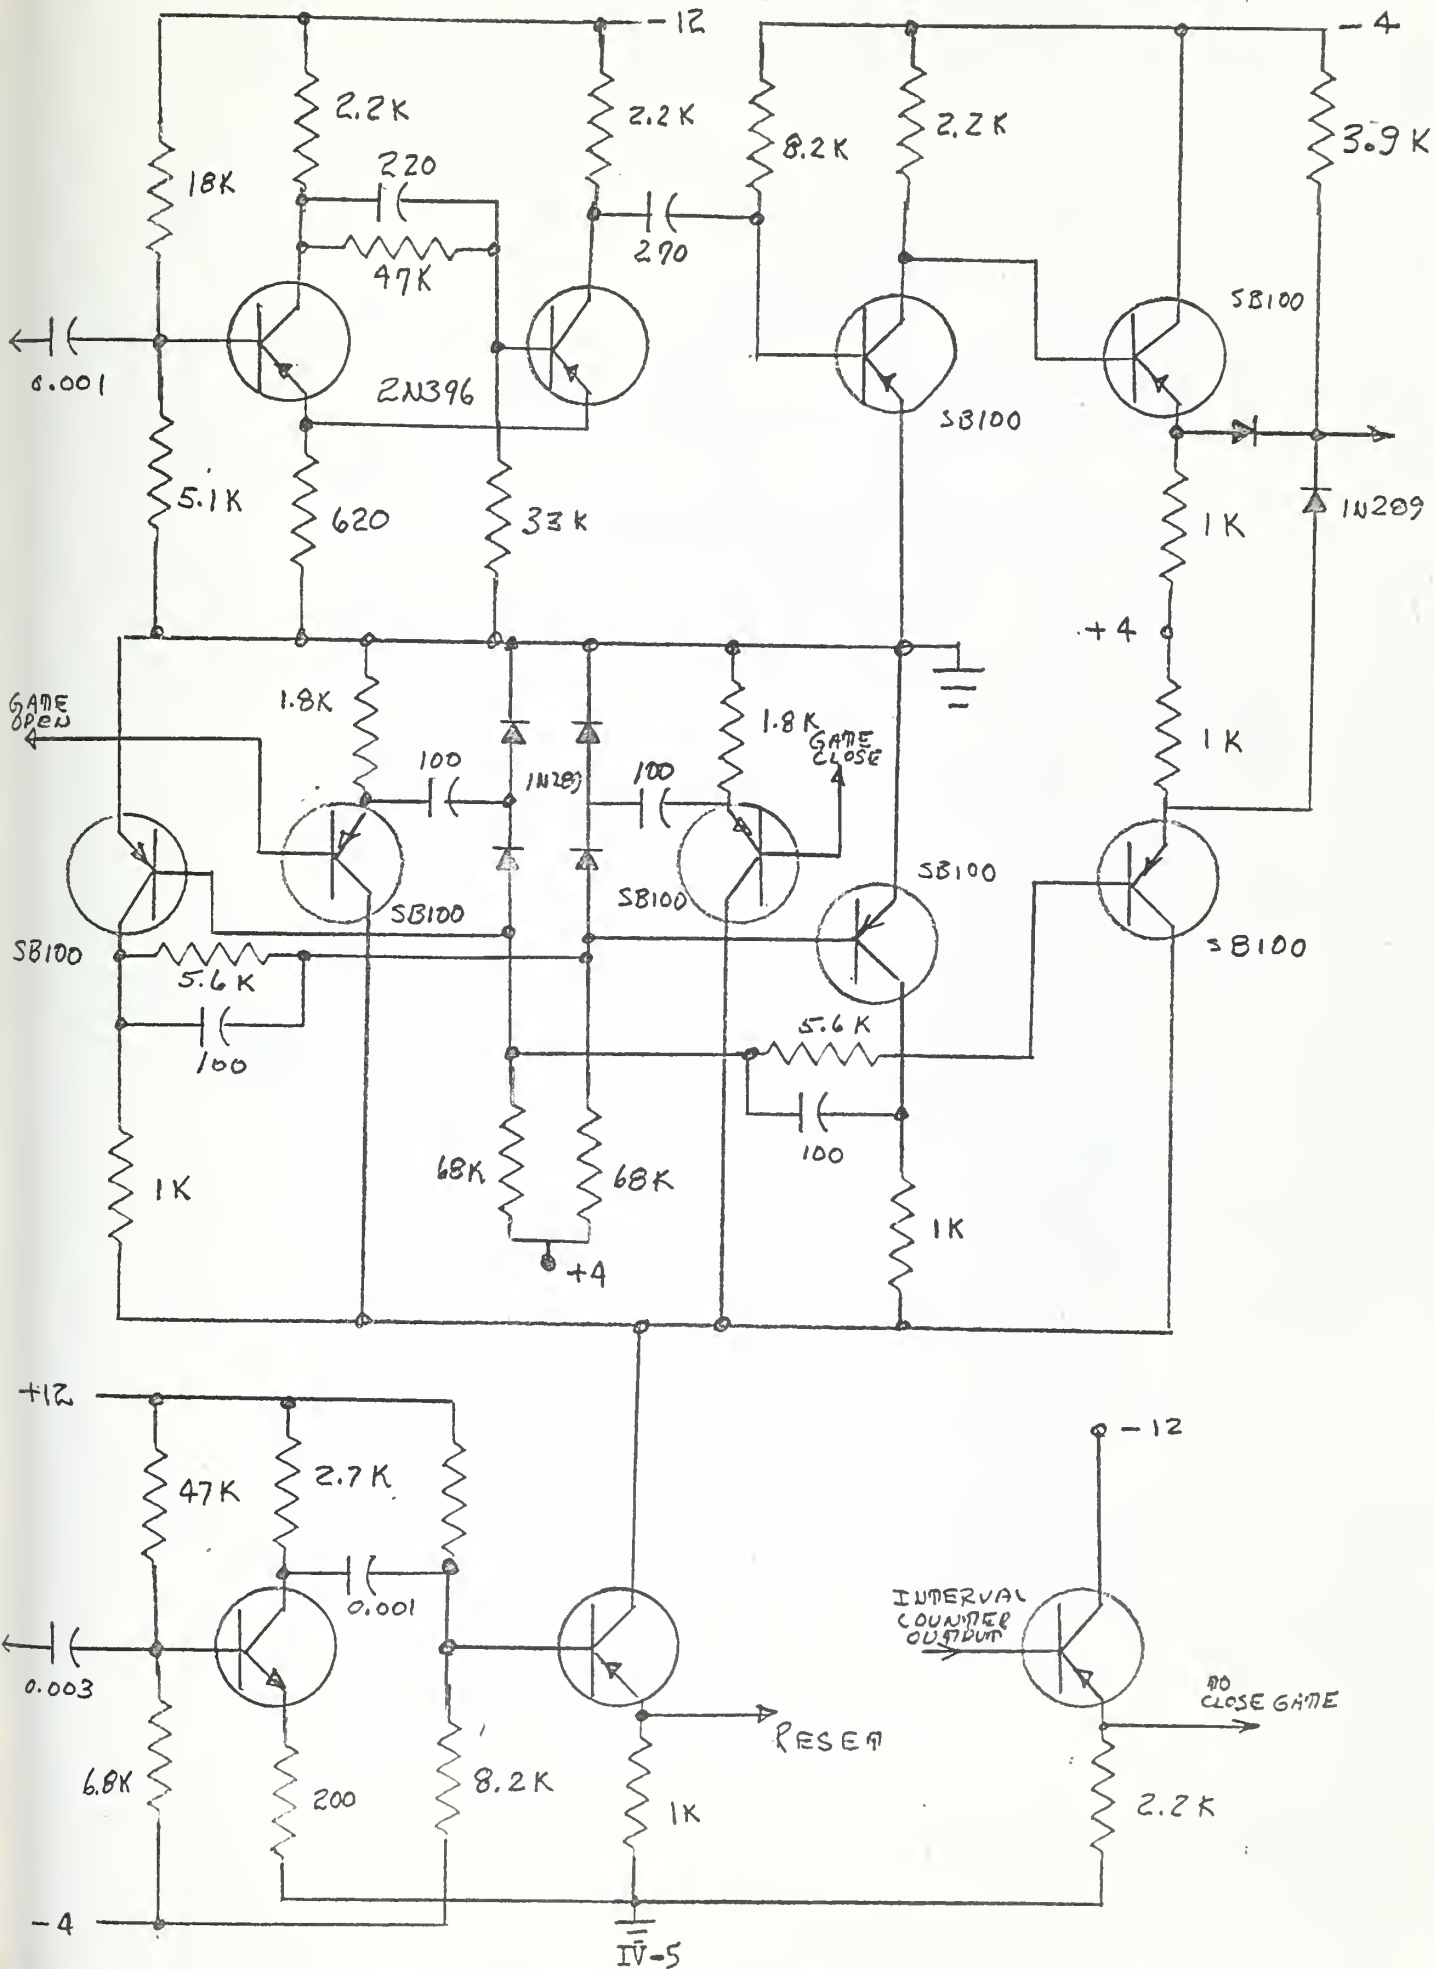 -12
-4
2.2K
2.2K
8.2K
2.2K
3.9K
18K
220
47K
270
SB100
0.001
2N396
SB100
5.1K
620
33K
1K
1N289
+4
GATE
OPEN
1.8K
1.8K
GATE
CLOSE
1K
100
1N289
100
SB100
SB100
SB100
SB100
SB100
5.6K
5.6K
100
100
68K
68K
1K
1K
+4
+12
-12
47K
2.7K
0.001
INTERVAL
COUNTER
OUTPUT
0.003
TO
CLOSE GATE
RESET
6.8K
200
8.2K
1K
2.2K
-4
IV-5